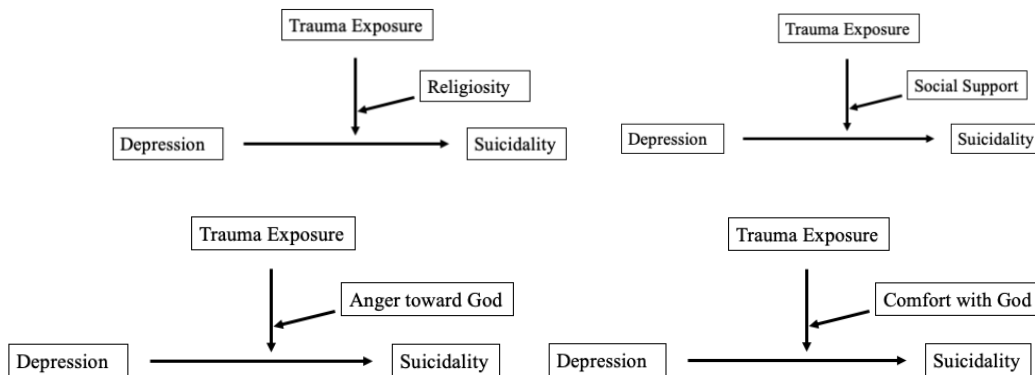 Trauma Exposure
Religiosity
Depression
Suicidality
Trauma Exposure
Social Support
Depression
Suicidality
Trauma Exposure
Anger toward God
Depression
Suicidality
Trauma Exposure
Comfort with God
Depression
Suicidality